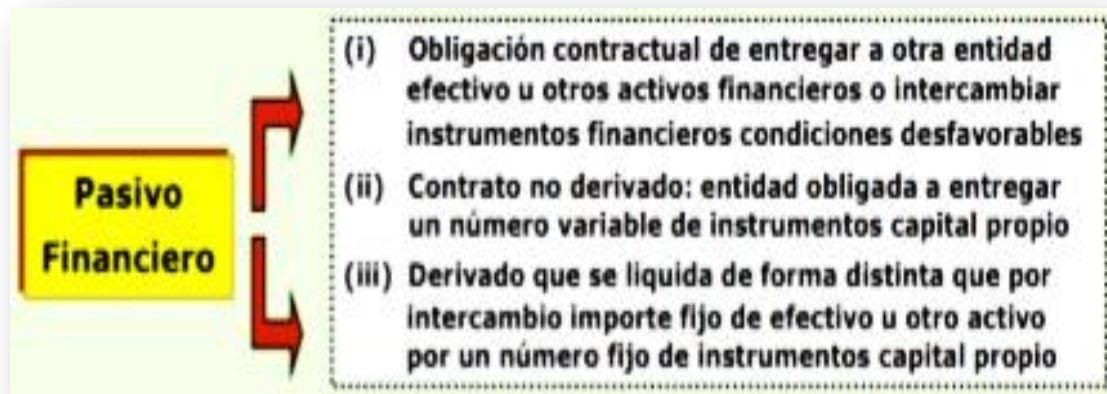 Pasivo
Financiero
(i) Obligación contractual de entregar a otra entidad
efectivo u otros activos financieros o intercambiar
instrumentos financieros condiciones desfavorables
(ii) Contrato no derivado: entidad obligada a entregar
un número variable de instrumentos capital propio
(iii) Derivado que se liquida de forma distinta que por
intercambio importe fijo de efectivo u otro activo
por un número fijo de instrumentos capital propio